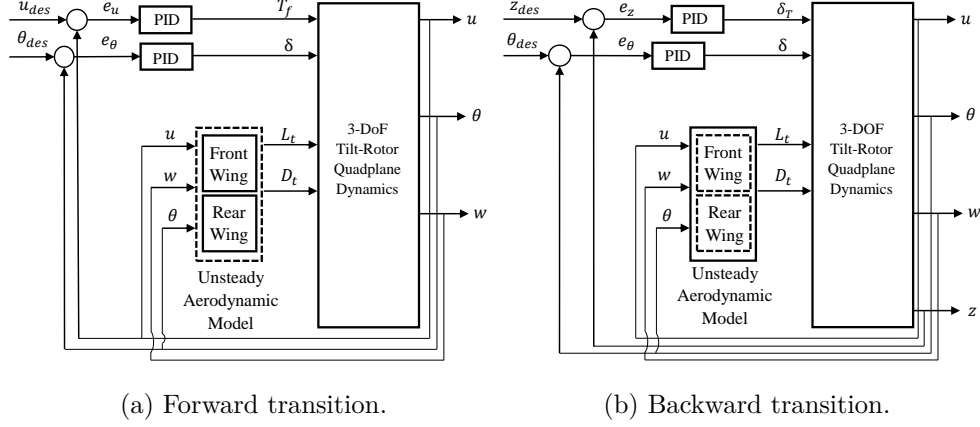 u_des
e_u
PID
T_f
u
θ_des
e_θ
PID
δ
θ
w
u
w
θ
Front
Wing
Rear
Wing
L_t
D_t
3-DoF
Tilt-Rotor
Quadplane
Dynamics
Unsteady
Aerodynamic
Model
(a) Forward transition.
z_des
e_z
PID
δ_T
u
θ_des
e_θ
PID
δ
θ
w
z
u
w
θ
Front
Wing
Rear
Wing
L_t
D_t
3-DOF
Tilt-Rotor
Quadplane
Dynamics
Unsteady
Aerodynamic
Model
(b) Backward transition.